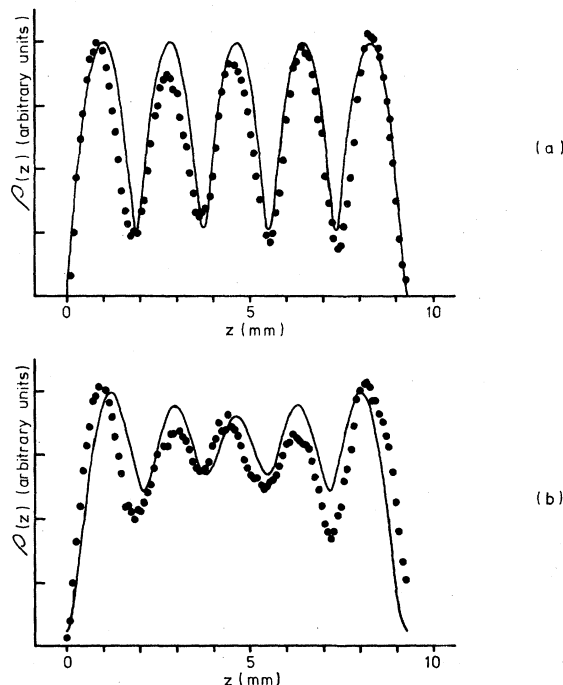 ρ(z) (arbitrary units)
(a)
0 5 10
z (mm)
ρ(z) (arbitrary units)
(b)
0 5 10
z (mm)